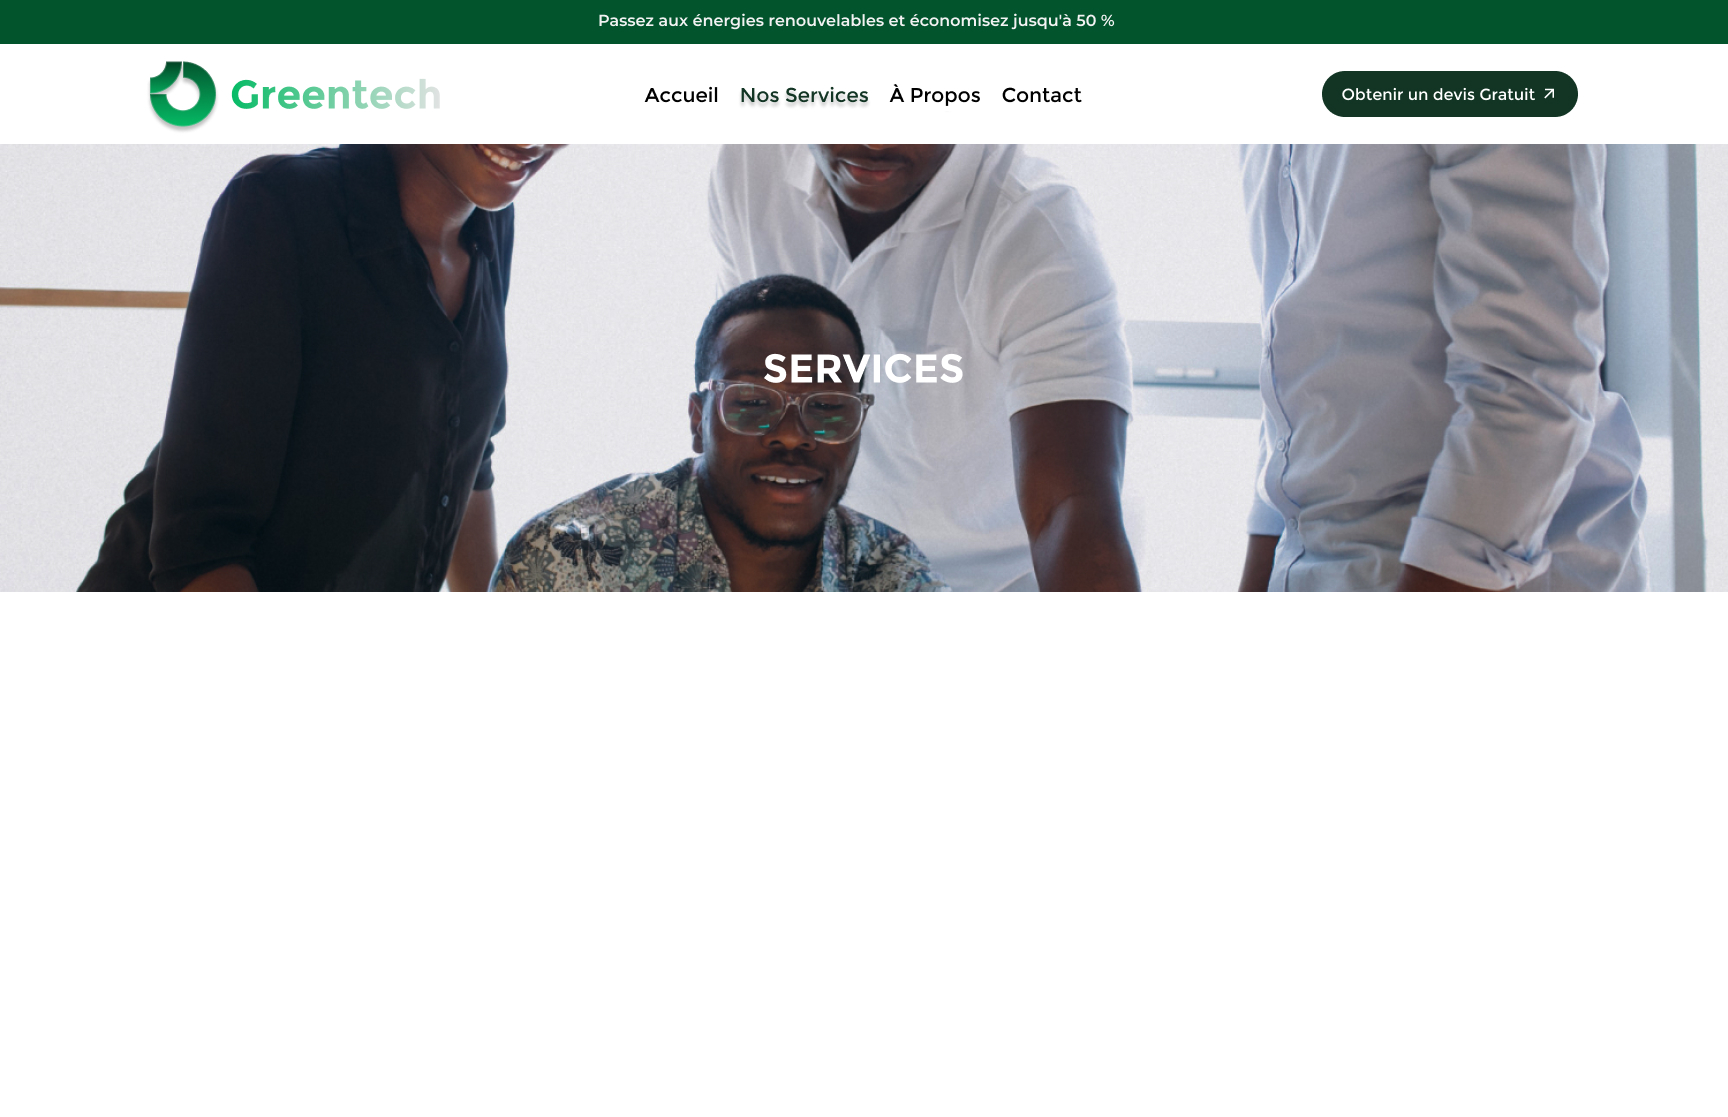 Passez aux énergies renouvelables et économisez jusqu'à 50 %
Greentech
Accueil
Nos Services
À Propos
Contact
Obtenir un devis Gratuit
SERVICES